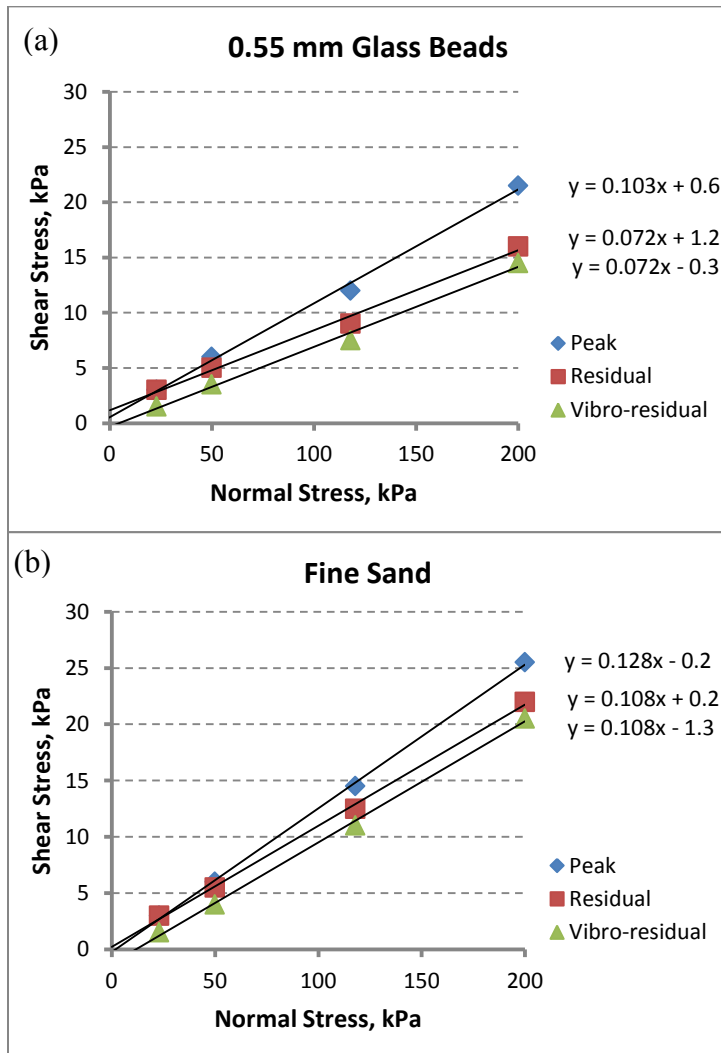 (a)
0.55 mm Glass Beads
30
25
20
15
10
5
0
0 50 100 150 200
Shear Stress, kPa
Normal Stress, kPa
y = 0.103x + 0.6
y = 0.072x + 1.2
y = 0.072x - 0.3
Peak
Residual
Vibro-residual
(b)
Fine Sand
30
25
20
15
10
5
0
0 50 100 150 200
Shear Stress, kPa
Normal Stress, kPa
y = 0.128x - 0.2
y = 0.108x + 0.2
y = 0.108x - 1.3
Peak
Residual
Vibro-residual